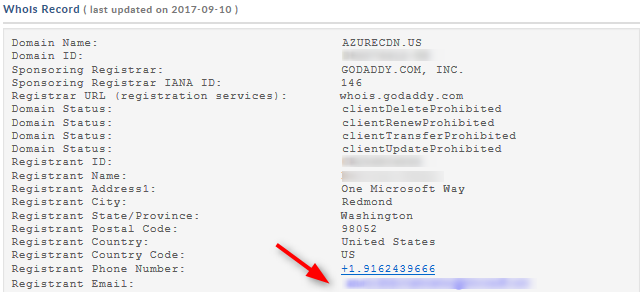 Whois Record ( last updated on 2017-09-10 )
Domain Name: AZURECDN.US
Domain ID:
Sponsoring Registrar: GODADDY.COM, INC.
Sponsoring Registrar IANA ID: 146
Registrar URL (registration services): whois.godaddy.com
Domain Status: clientDeleteProhibited
Domain Status: clientRenewProhibited
Domain Status: clientTransferProhibited
Domain Status: clientUpdateProhibited
Registrant ID:
Registrant Name:
Registrant Address1: One Microsoft Way
Registrant City: Redmond
Registrant State/Province: Washington
Registrant Postal Code: 98052
Registrant Country: United States
Registrant Country Code: US
Registrant Phone Number: +1.9162439666
Registrant Email: